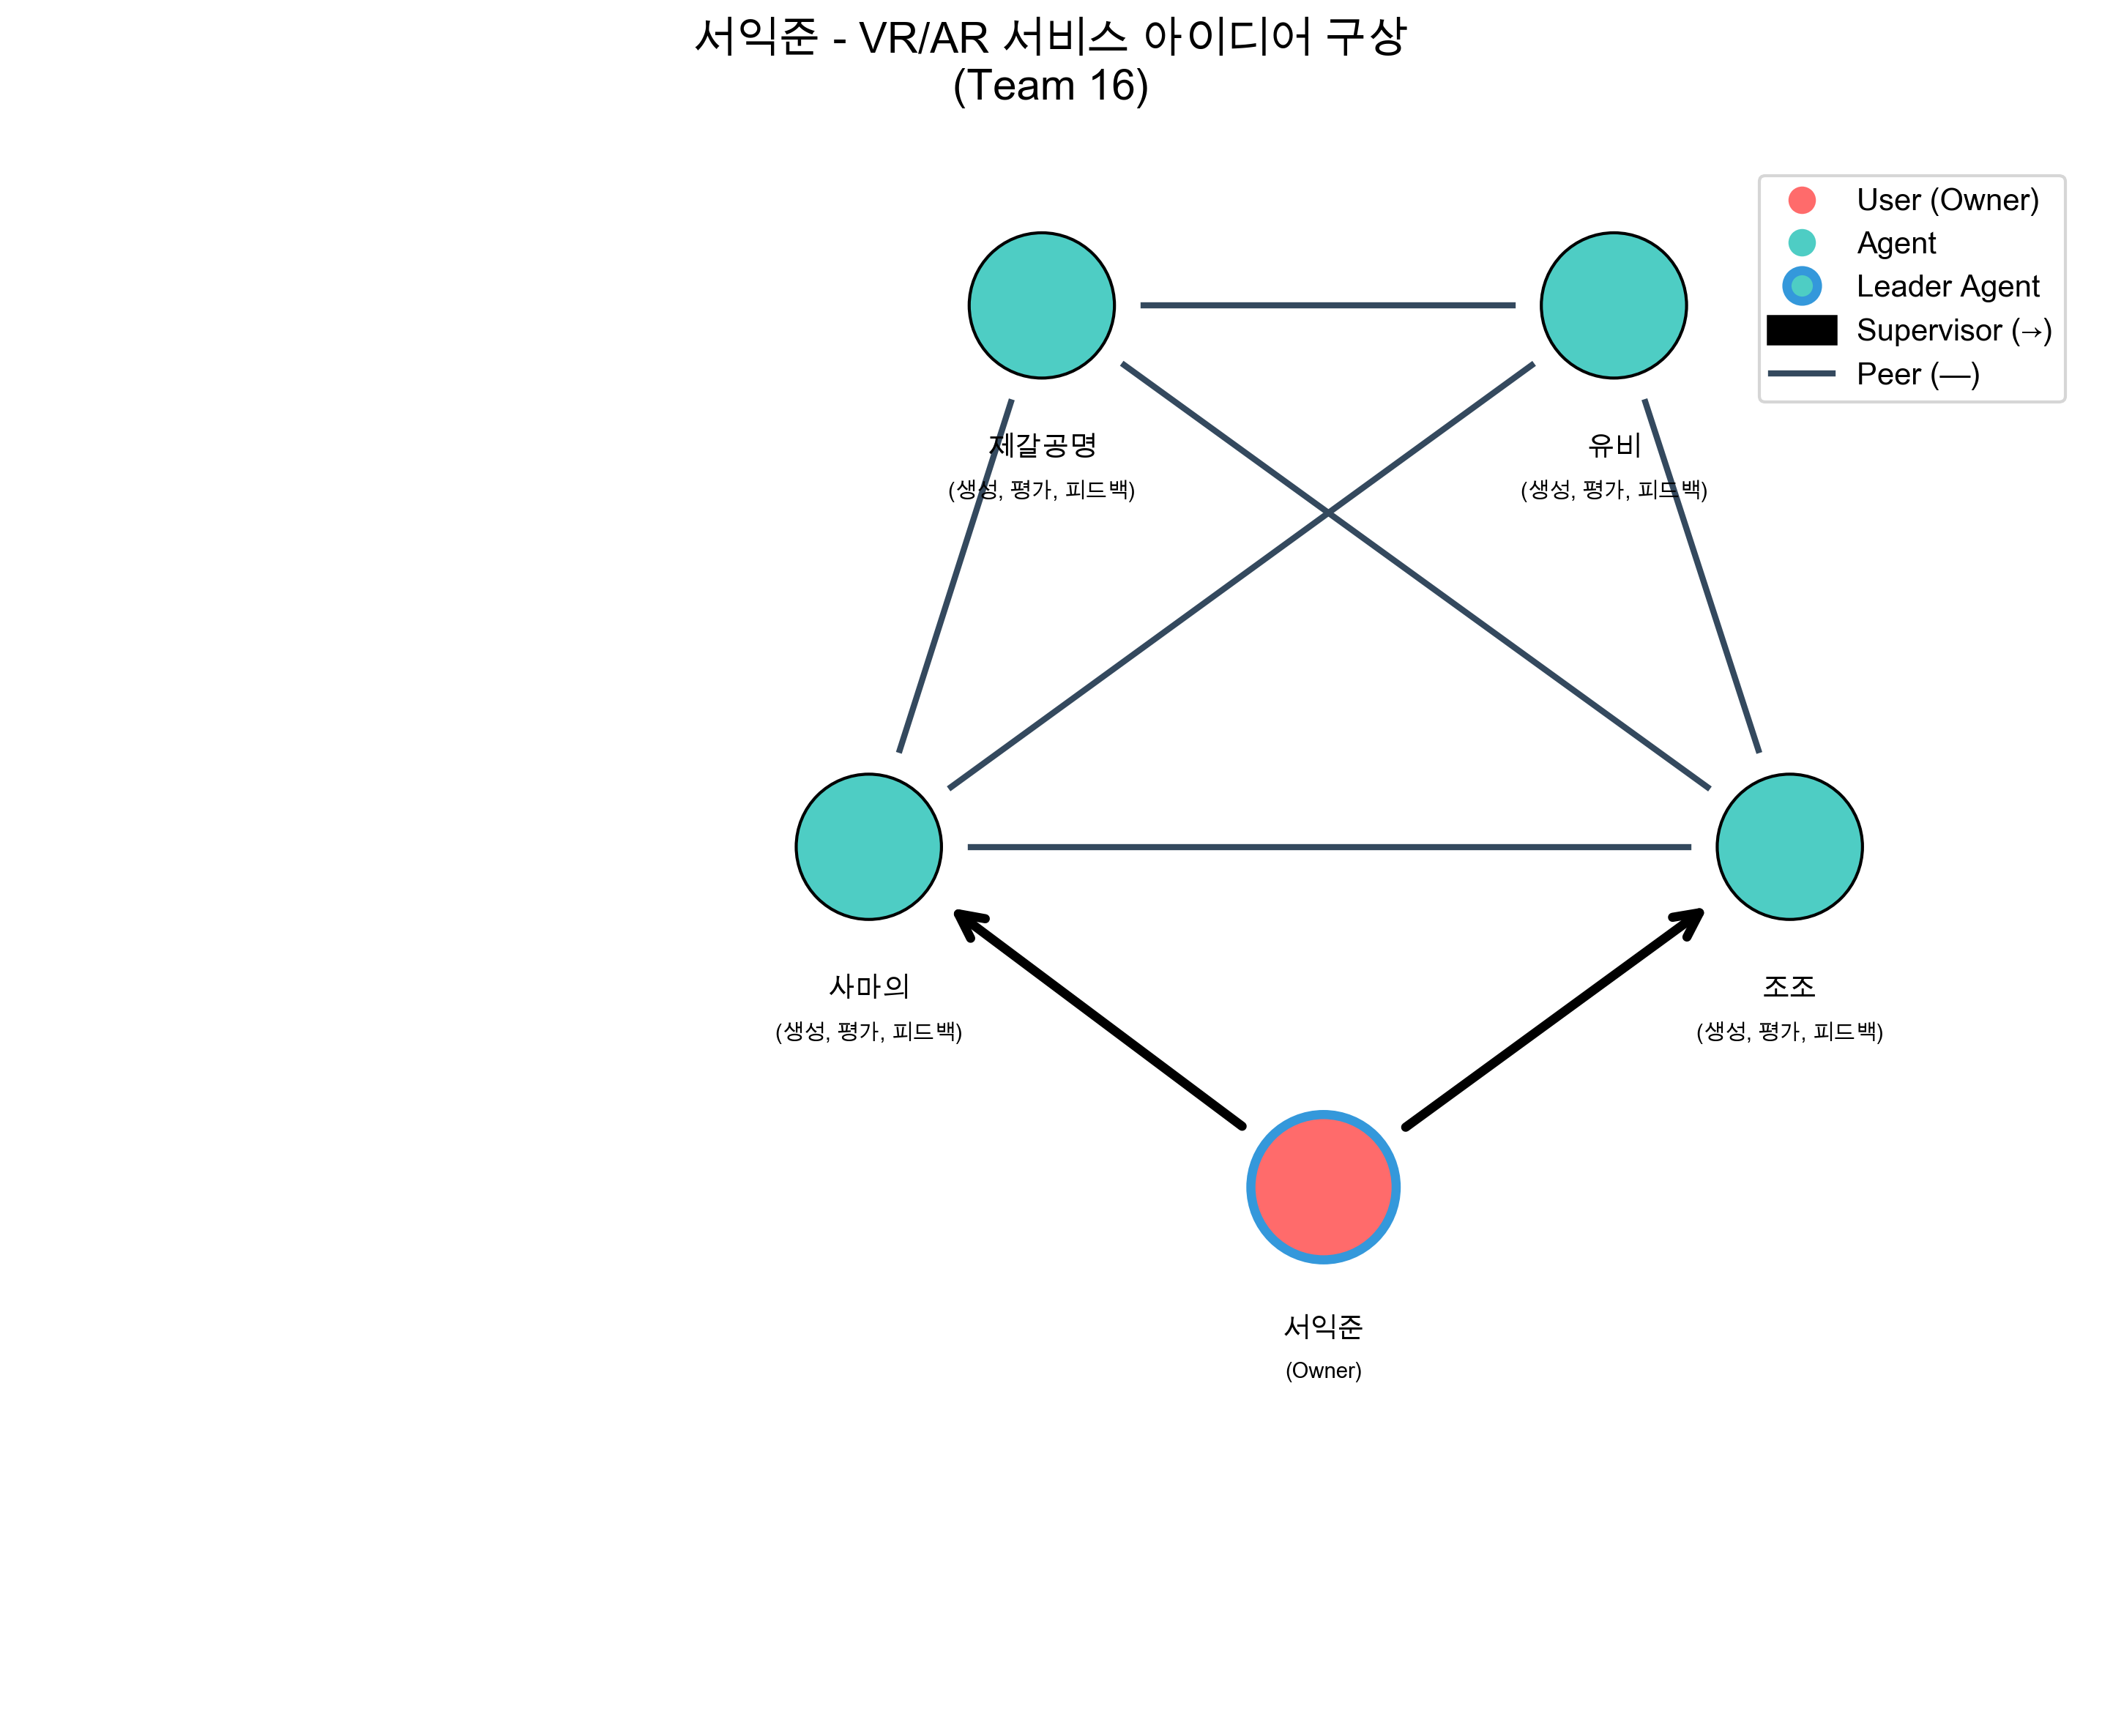 서익준 - VR/AR 서비스 아이디어 구상
(Team 16)
User (Owner)
Agent
Leader Agent
Supervisor (→)
Peer (—)
제갈공명
(생성, 평가, 피드백)
유비
(생성, 평가, 피드백)
사마의
(생성, 평가, 피드백)
조조
(생성, 평가, 피드백)
서익준
(Owner)